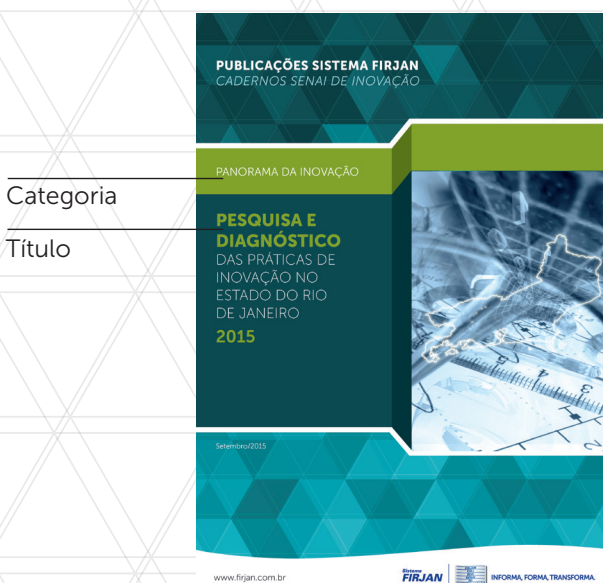 PUBLICAÇÕES SISTEMA FIRJAN
CADERNOS SENAI DE INOVAÇÃO
PANORAMA DA INOVAÇÃO
Categoria
PESQUISA E
DIAGNÓSTICO
DAS PRÁTICAS DE
INOVAÇÃO NO
ESTADO DO RIO
DE JANEIRO
2015
Título
Setembro/2015
www.firjan.com.br
Sistema
FIRJAN
INFORMA, FORMA, TRANSFORMA